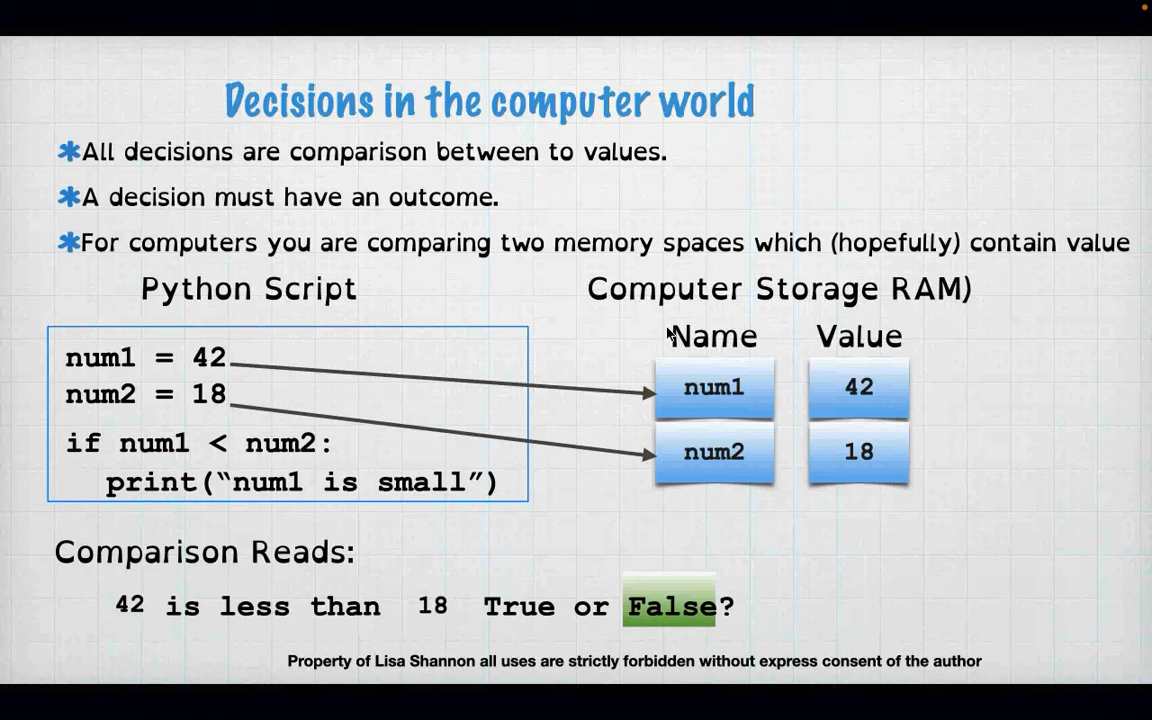 Decisions in the computer world
✱All decisions are comparison between to values.
✱A decision must have an outcome.
✱For computers you are comparing two memory spaces which (hopefully) contain value
Python Script
Computer Storage RAM)
Name Value
num1 = 42
num2 = 18
if num1 < num2:
print(“num1 is small”)
num1 42
num2 18
Comparison Reads:
42 is less than 18 True or False?
Property of Lisa Shannon all uses are strictly forbidden without express consent of the author